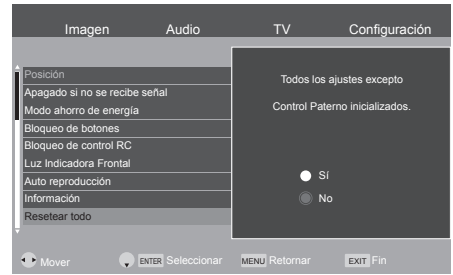 Imagen Audio TV Configuración
Posición
Apagado si no se recibe señal
Modo ahorro de energía
Bloqueo de botones
Bloqueo de control RC
Luz Indicadora Frontal
Auto reproducción
Información
Resetear todo
Todos los ajustes excepto
Control Paterno inicializados.
Sí
No
Mover ENTER Seleccionar MENU Retornar EXIT Fin